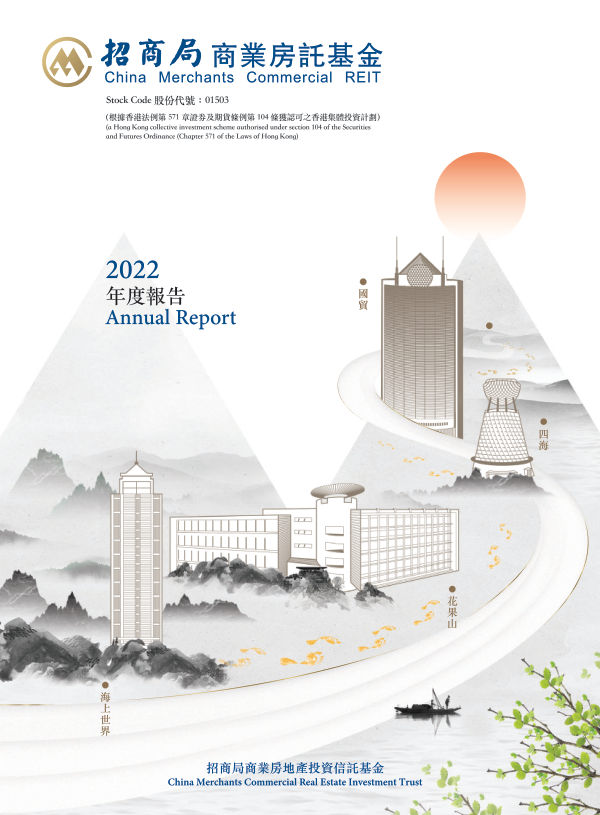 招商局 商業房託基金
China Merchants Commercial REIT
Stock Code 股份代號：01503
(根據香港法例第 571 章證券及期貨條例第 104 條獲認可之香港集體投資計劃)
(a Hong Kong collective investment scheme authorised under section 104 of the Securities
and Futures Ordinance (Chapter 571 of the Laws of Hong Kong)
2022
年度報告
Annual Report
國貿
四海
花果山
海上世界
招商局商業房地產投資信託基金
China Merchants Commercial Real Estate Investment Trust